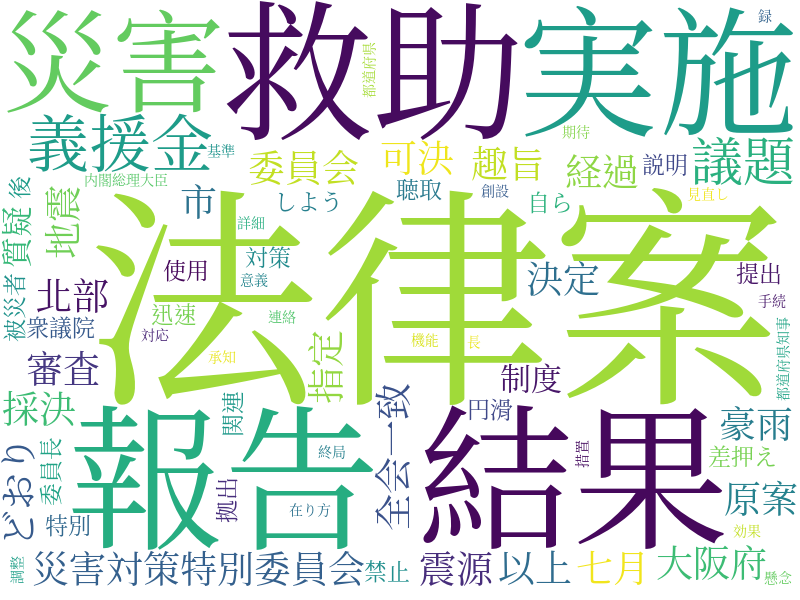 災害
救助
実施
録
都道府県
義援金
基準
委員会
可決
趣旨
期待
経過
説明
議題
内閣総理大臣
聴取
創設
見直し
後
質疑
地震
市
しよう
自ら
詳細
法律案
被災者
北部
使用
対策
意義
決定
提出
手続
衆議院
迅速
対応
連絡
承知
機能
長
都道府県知事
審査
指定
制度
採決
関連
全会一致
円滑
豪雨
報告
結果
どおり
委員長
特別
拠出
終局
在り方
措置
差押え
原案
効果
調整
災害対策特別委員会
禁止
震源
以上
七月
大阪府
懸念